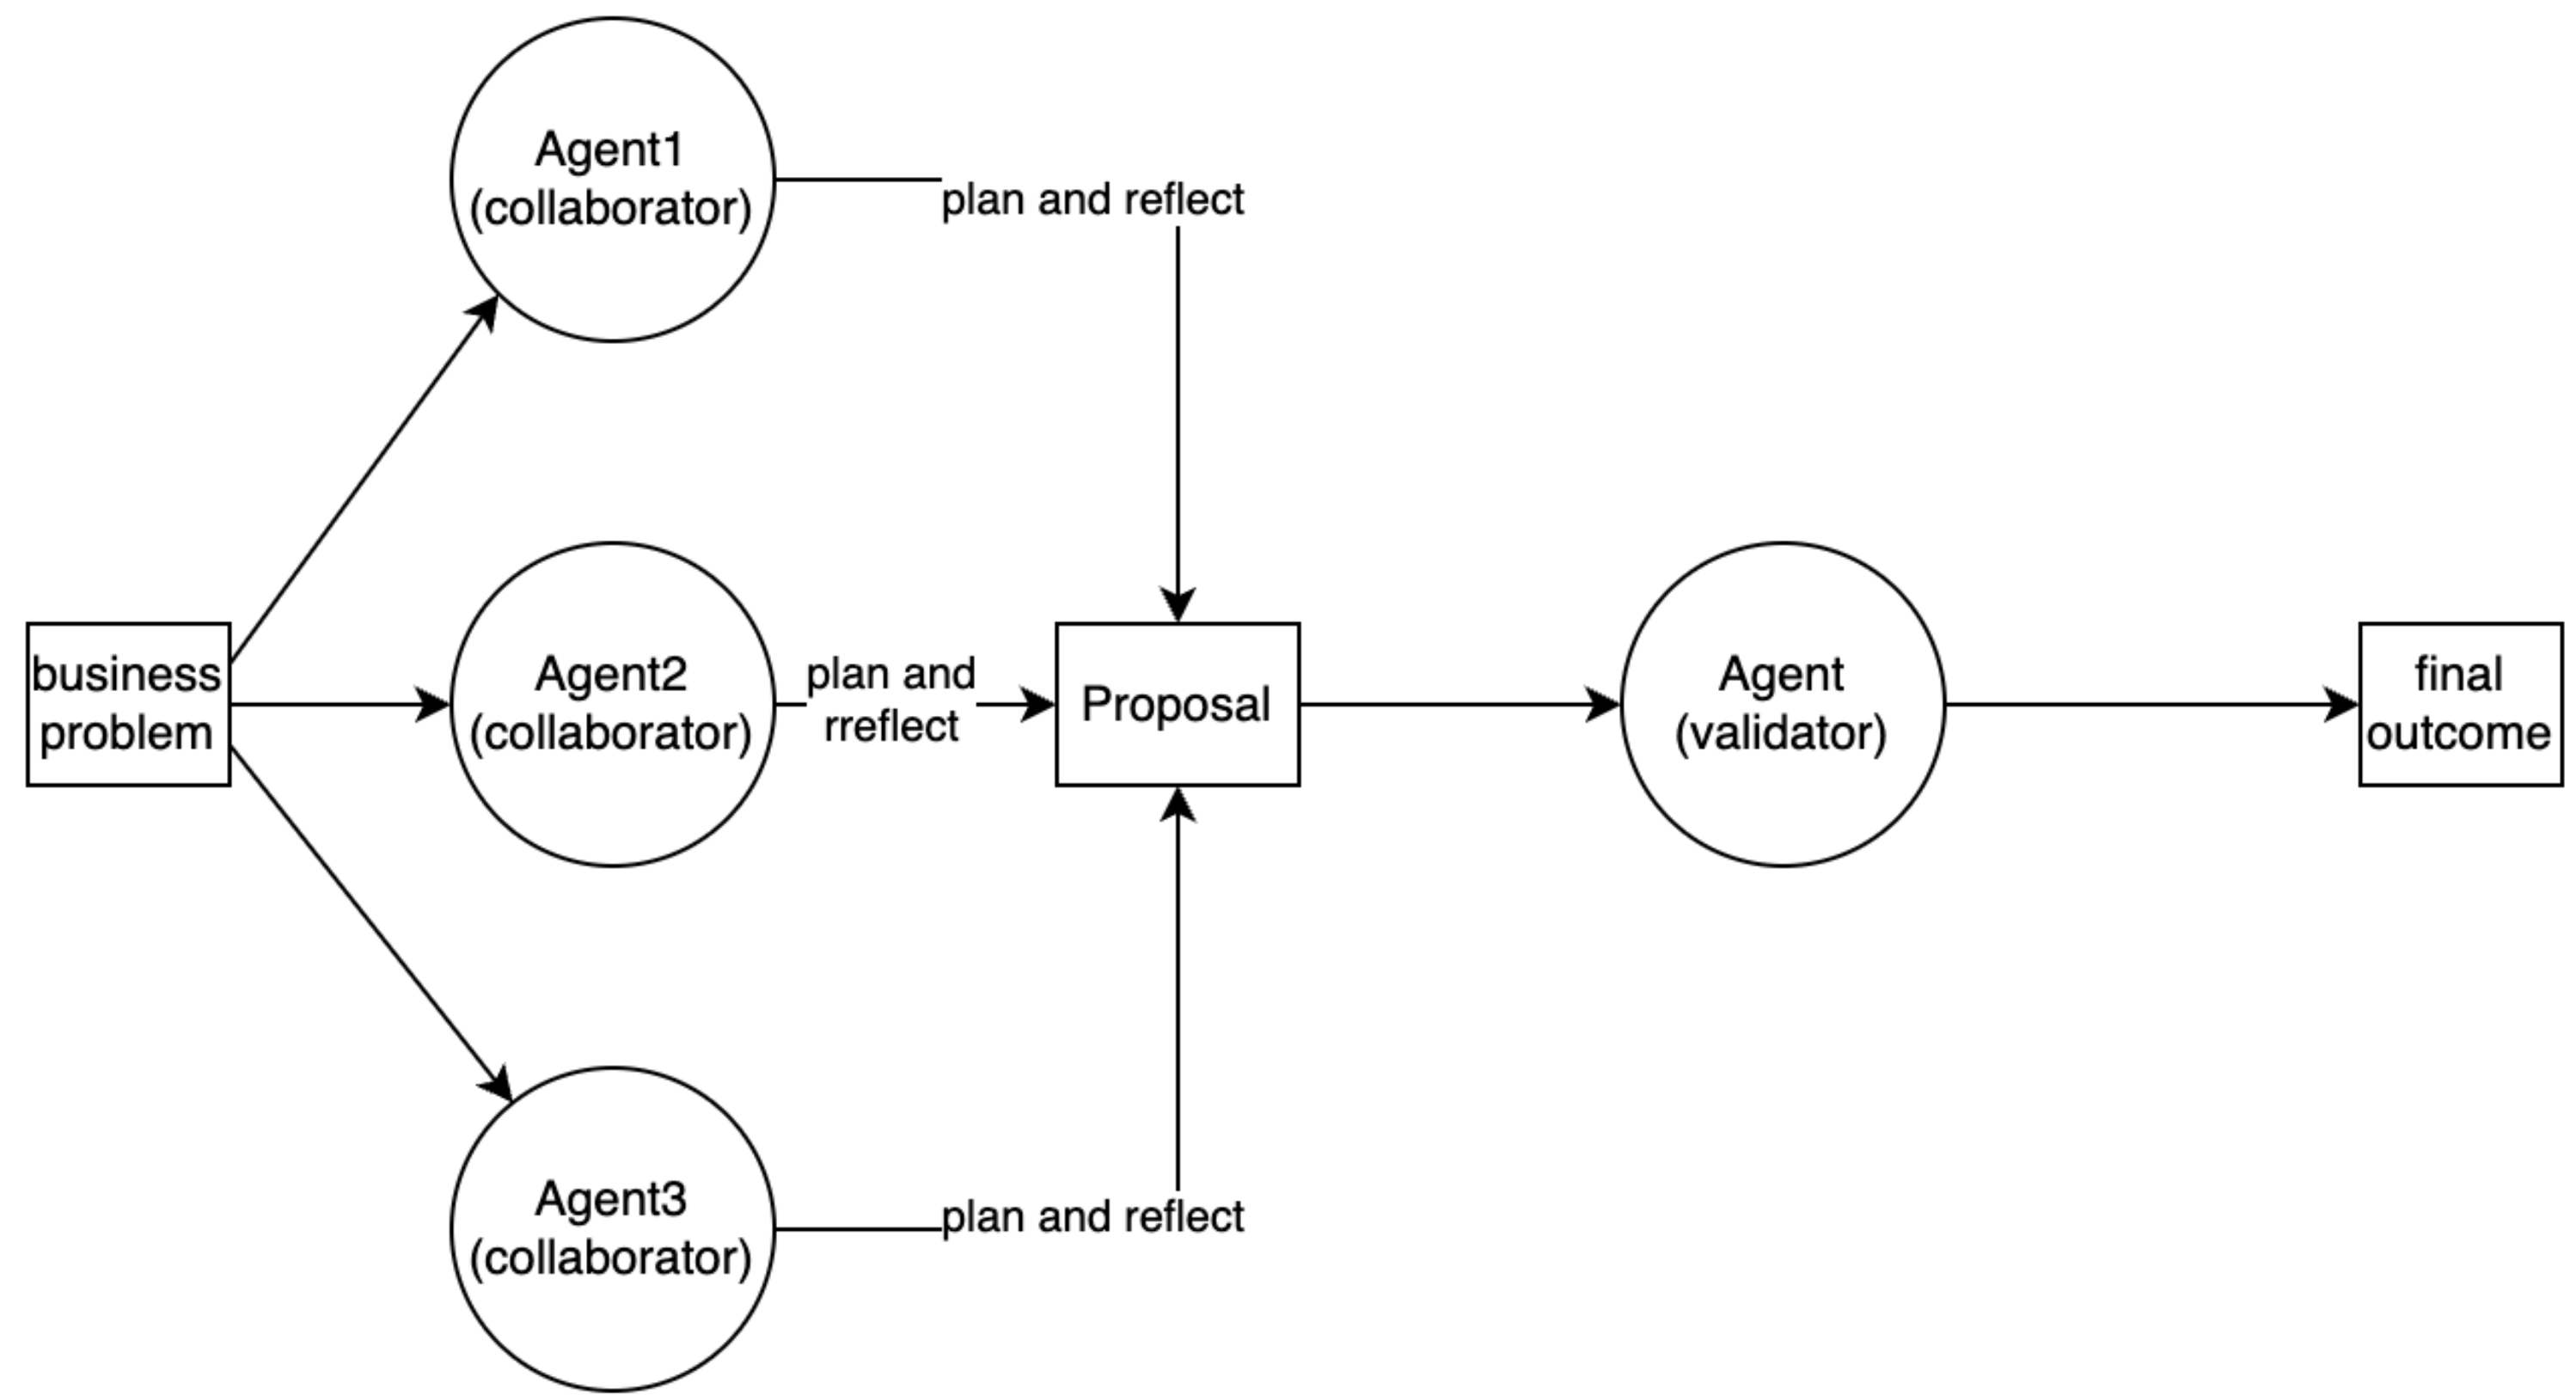 Agent1
(collaborator)
plan and reflect
business
problem
Agent2
(collaborator)
plan and
rreflect
Proposal
Agent
(validator)
final
outcome
Agent3
(collaborator)
plan and reflect